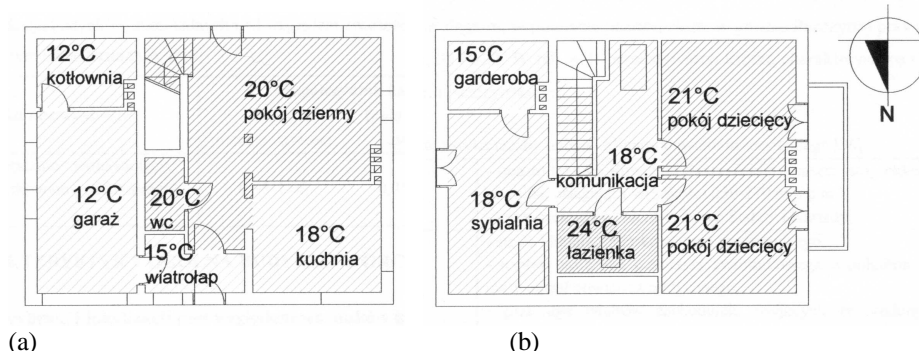 12°C
kotłownia
20°C
pokój dzienny
12°C
garaż
20°C
wc
18°C
kuchnia
15°C
wiatrołap
(a)
15°C
garderoba
21°C
pokój dziecięcy
18°C
komunikacja
18°C
sypialnia
24°C
łazienka
21°C
pokój dziecięcy
N
(b)